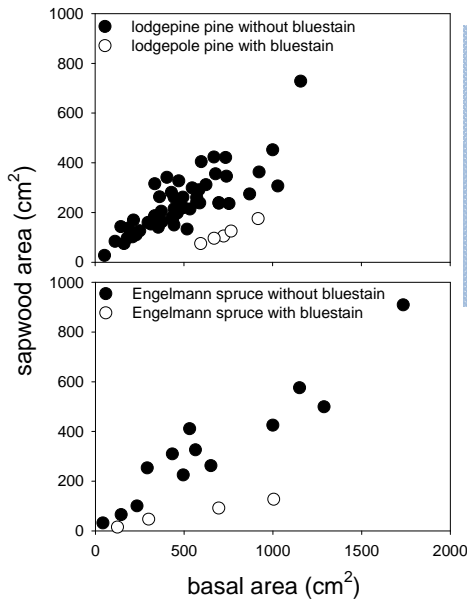 lodgepine pine without bluestain
lodgepole pine with bluestain
1000
800
600
400
200
0
Engelmann spruce without bluestain
Engelmann spruce with bluestain
1000
800
600
400
200
0
sapwood area (cm²)
0 500 1000 1500 2000
basal area (cm²)